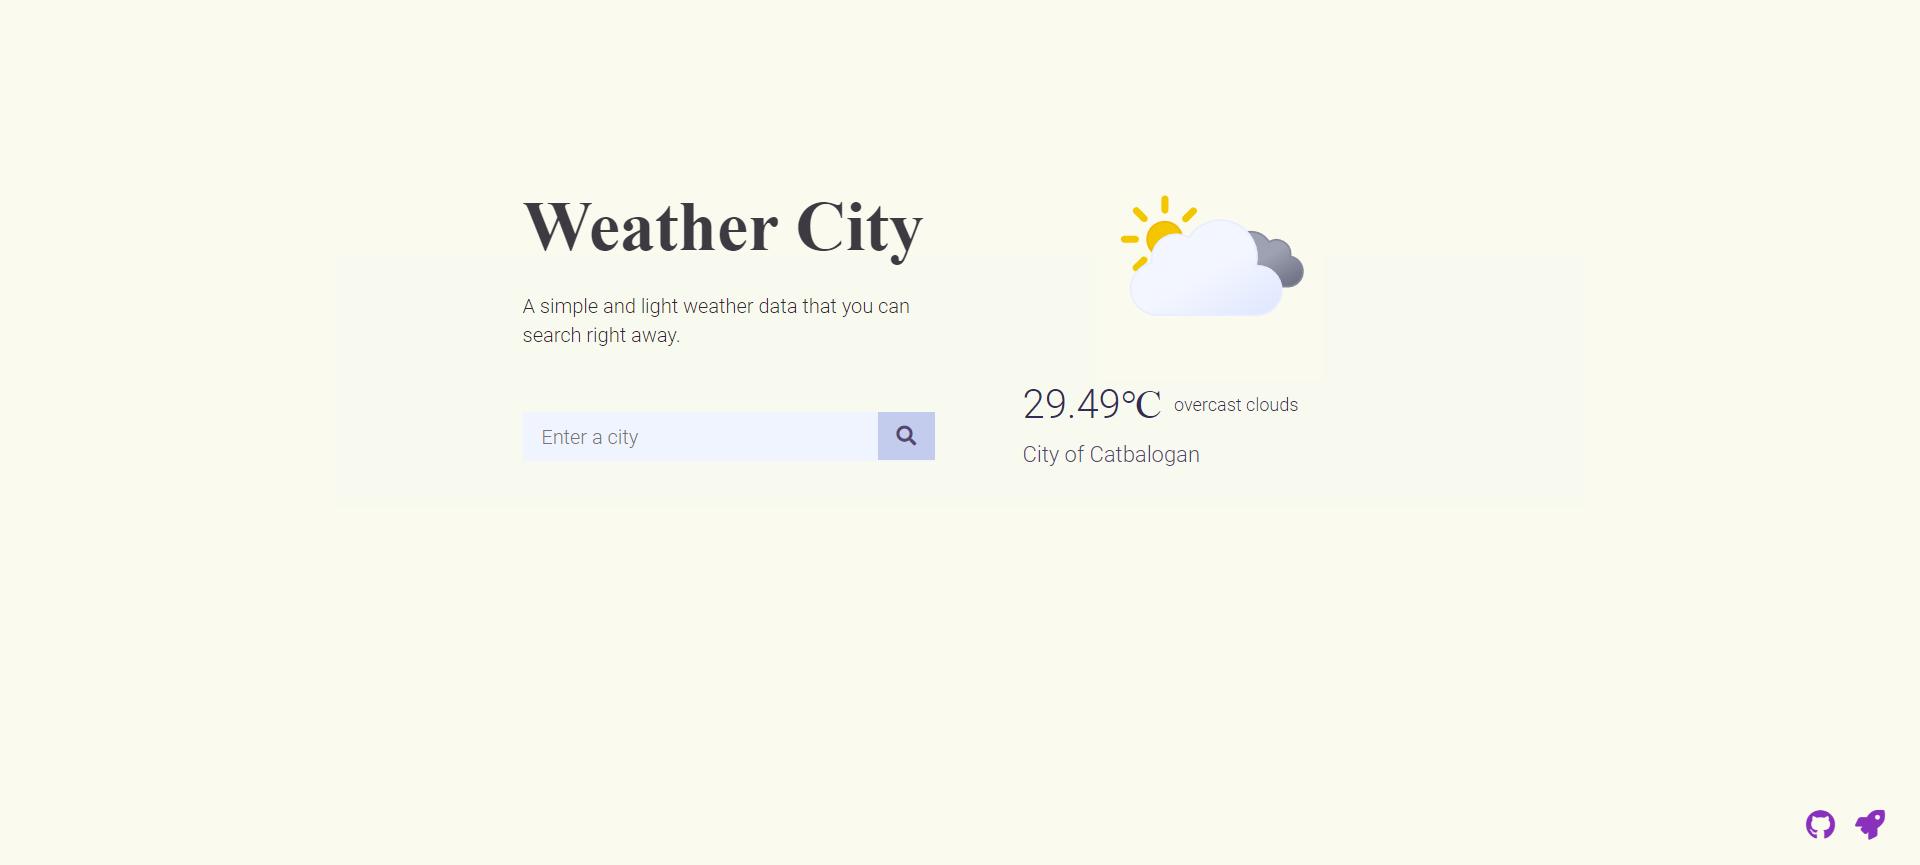 Weather City
A simple and light weather data that you can
search right away.
Enter a city
29.49℃ overcast clouds
City of Catbalogan